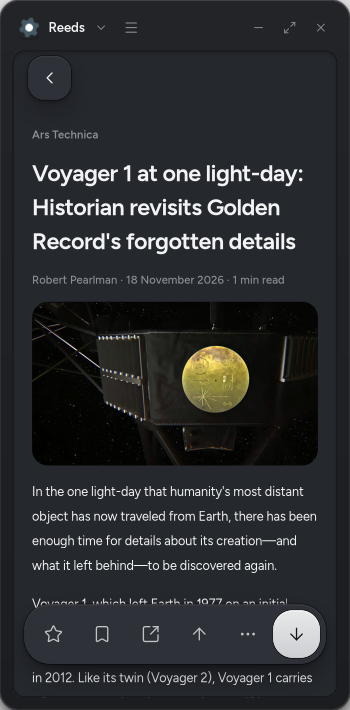 Reeds
Ars Technica
Voyager 1 at one light-day:
Historian revisits Golden
Record's forgotten details
Robert Pearlman · 18 November 2026 · 1 min read
In the one light-day that humanity's most distant
object has now traveled from Earth, there has been
enough time for details about its creation—and
what it left behind—to be discovered again.
Voyager 1, which left Earth in 1977 on an initial
in 2012. Like its twin (Voyager 2), Voyager 1 carries